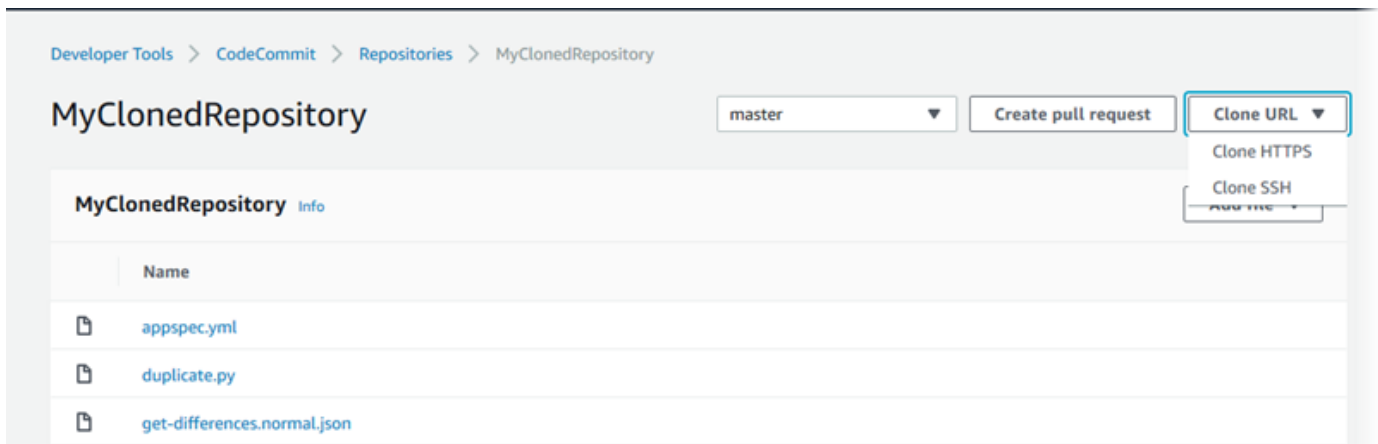 Developer Tools > CodeCommit > Repositories > MyClonedRepository
MyClonedRepository
master
Create pull request
Clone URL
Clone HTTPS
Clone SSH
MyClonedRepository Info
Name
appspec.yml
duplicate.py
get-differences.normal.json